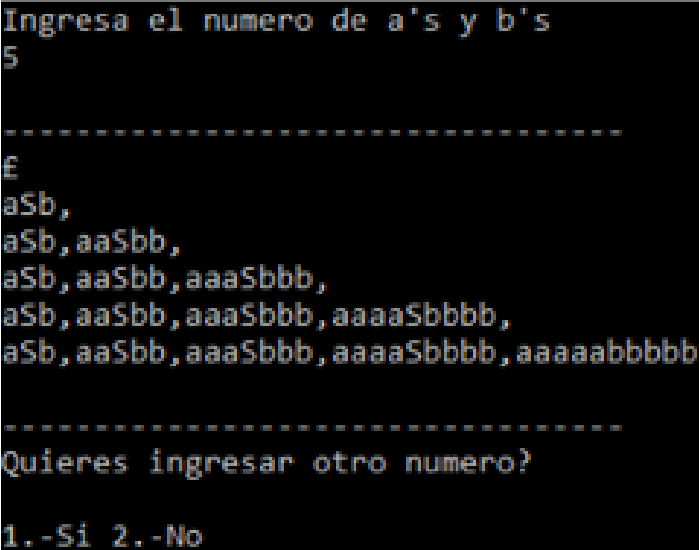 Ingresa el numero de a's y b's
5
----------------------------------
£
aSb,
aSb,aaSbb,
aSb,aaSbb,aaaSbbb,
aSb,aaSbb,aaaSbbb,aaaaSbbbb,
aSb,aaSbb,aaaSbbb,aaaaSbbbb,aaaaabbbbb
----------------------------------
Quieres ingresar otro numero?
1.-Si 2.-No